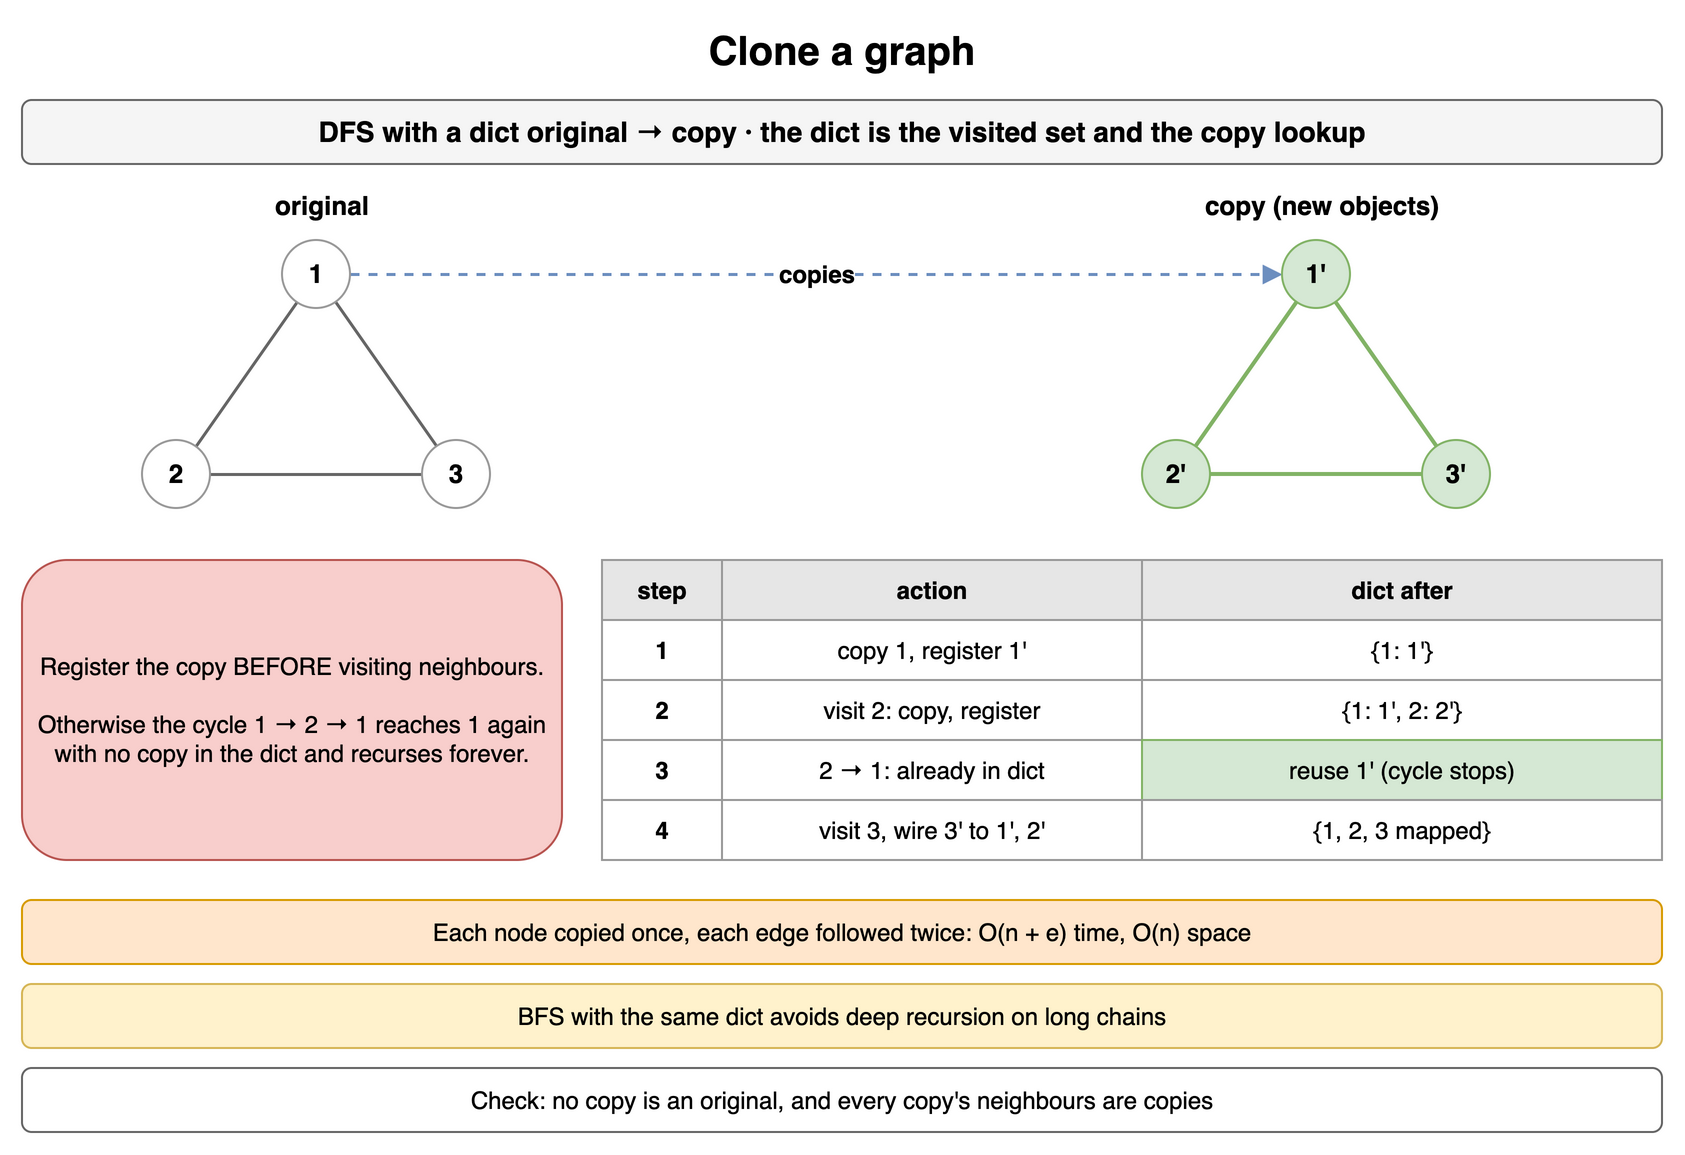 Clone a graph
DFS with a dict original → copy · the dict is the visited set and the copy lookup
original
copy (new objects)
1
copies
1'
2
3
2'
3'
Register the copy BEFORE visiting neighbours.
Otherwise the cycle 1 → 2 → 1 reaches 1 again
with no copy in the dict and recurses forever.
step action dict after
1 copy 1, register 1' {1: 1'}
2 visit 2: copy, register {1: 1', 2: 2'}
3 2 → 1: already in dict reuse 1' (cycle stops)
4 visit 3, wire 3' to 1', 2' {1, 2, 3 mapped}
Each node copied once, each edge followed twice: O(n + e) time, O(n) space
BFS with the same dict avoids deep recursion on long chains
Check: no copy is an original, and every copy's neighbours are copies